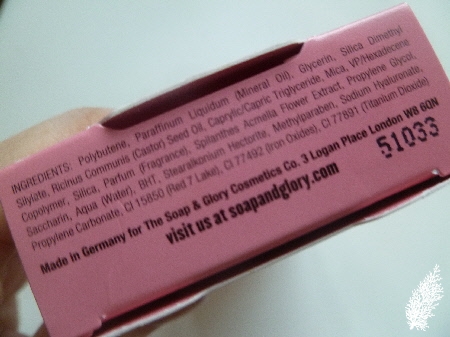 INGREDIENTS: Polybutene, Paraffinum Liquidum (Mineral Oil), Glycerin, Silica Dimethyl
Silylate, Ricinus Communis (Castor) Seed Oil, Caprylic/Capric Triglyceride, Mica, VP/Hexadecene
Copolymer, Silica, Parfum (Fragrance), Spilanthes Acmella Flower Extract, Propylene Glycol,
Saccharin, Aqua (Water), BHT, Stearalkonium Hectorite, Methylparaben, Sodium Hyaluronate,
Propylene Carbonate, CI 15850 (Red 7 Lake), CI 77492 (Iron Oxides), CI 77891 (Titanium Dioxide)
Made in Germany for The Soap & Glory Cosmetics Co. 3 Logan Place London W8 6QN
visit us at soapandglory.com
51033